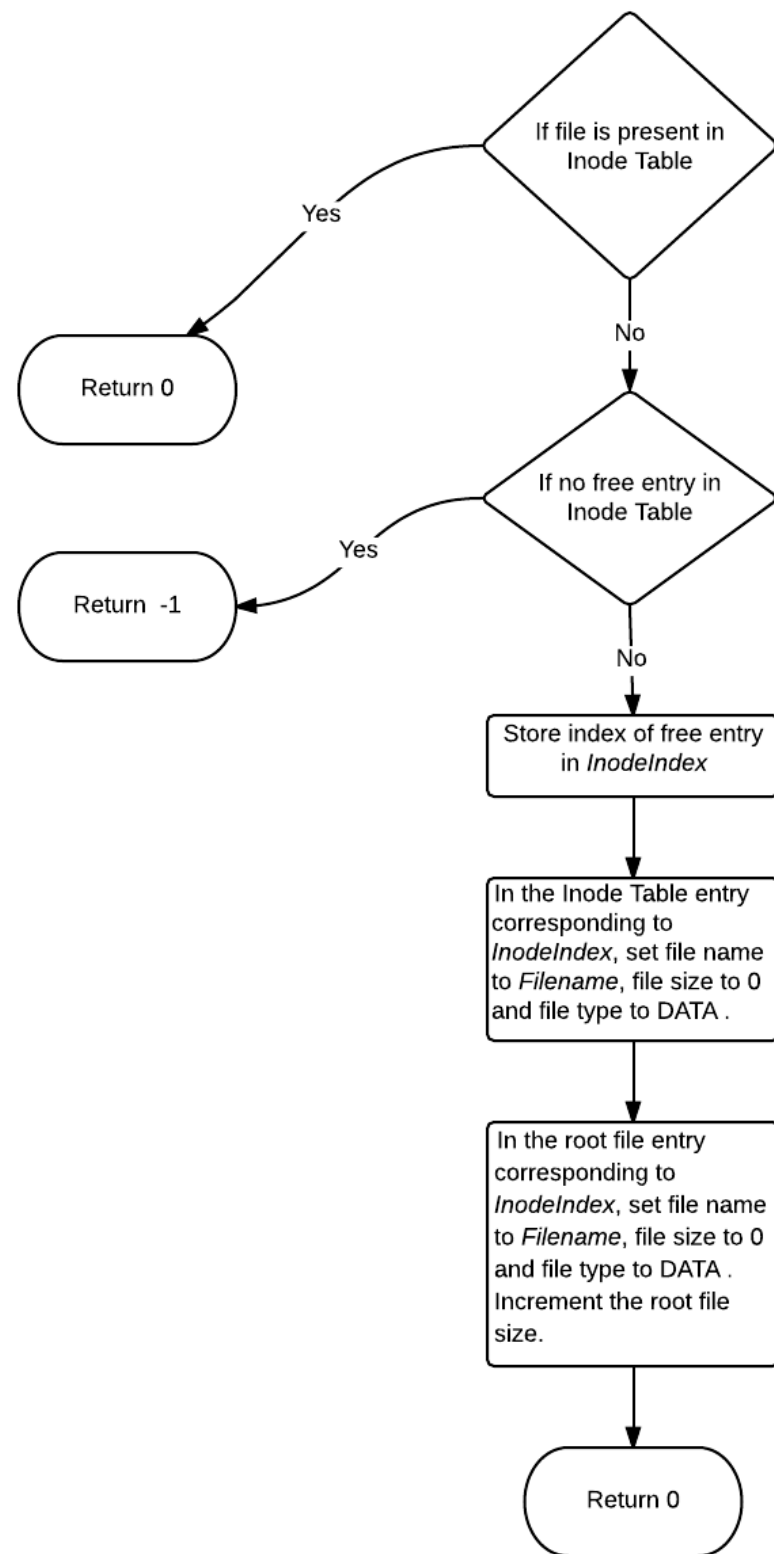 If file is present in
Inode Table
Yes
No
Return 0
If no free entry in
Inode Table
Yes
Return  -1
No
Store index of free entry
in InodeIndex
In the Inode Table entry
corresponding to
InodeIndex, set file name
to Filename, file size to 0
and file type to DATA .
In the root file entry
corresponding to
InodeIndex, set file name
to Filename, file size to 0
and file type to DATA .
Increment the root file
size.
Return 0